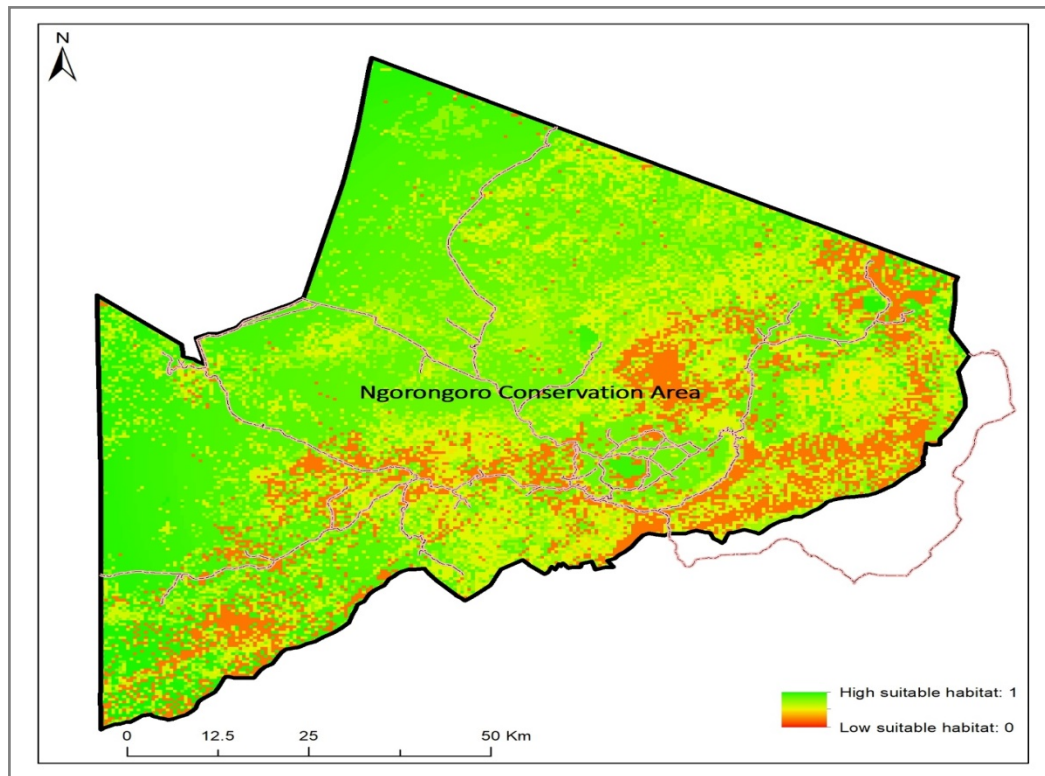 N
Ngorongoro Conservation Area
High suitable habitat: 1
Low suitable habitat: 0
0 12.5 25 50 Km